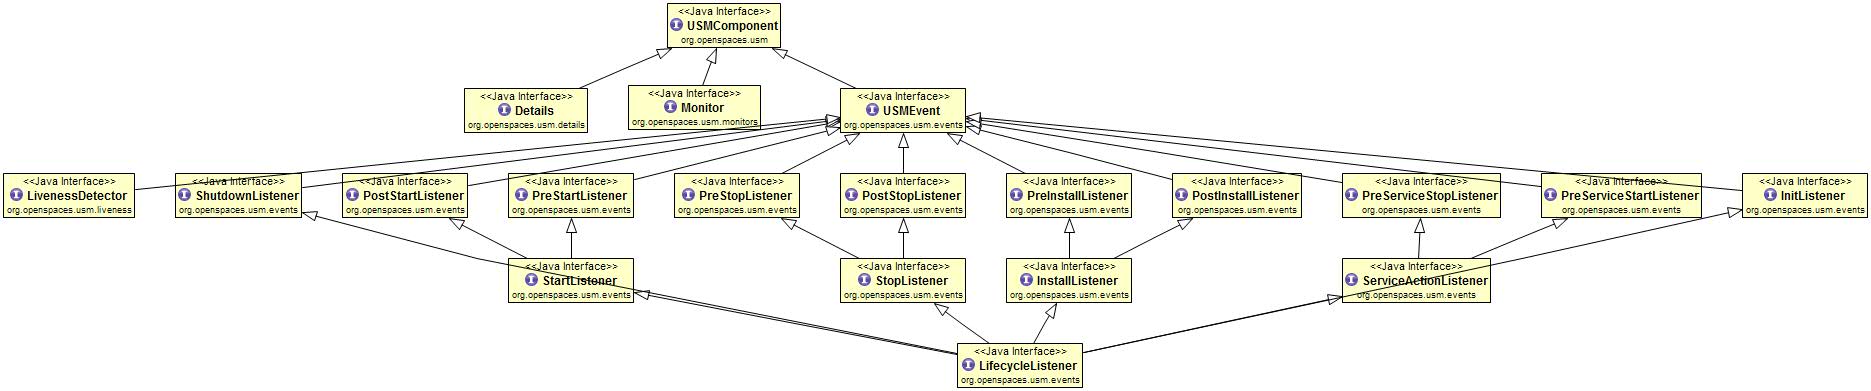 <<Java Interface>>
USMComponent
org.openspaces.usm
<<Java Interface>>
Details
org.openspaces.usm.details
<<Java Interface>>
Monitor
org.openspaces.usm.monitors
<<Java Interface>>
USMEvent
org.openspaces.usm.events
<<Java Interface>>
LivenessDetector
org.openspaces.usm.liveness
<<Java Interface>>
ShutdownListener
org.openspaces.usm.events
<<Java Interface>>
PostStartListener
org.openspaces.usm.events
<<Java Interface>>
PreStartListener
org.openspaces.usm.events
<<Java Interface>>
PreStopListener
org.openspaces.usm.events
<<Java Interface>>
PostStopListener
org.openspaces.usm.events
<<Java Interface>>
PreInstallListener
org.openspaces.usm.events
<<Java Interface>>
PostInstallListener
org.openspaces.usm.events
<<Java Interface>>
PreServiceStopListener
org.openspaces.usm.events
<<Java Interface>>
PreServiceStartListener
org.openspaces.usm.events
<<Java Interface>>
InitListener
org.openspaces.usm.events
<<Java Interface>>
StartListener
org.openspaces.usm.events
<<Java Interface>>
StopListener
org.openspaces.usm.events
<<Java Interface>>
InstallListener
org.openspaces.usm.events
<<Java Interface>>
ServiceActionListener
org.openspaces.usm.events
<<Java Interface>>
LifecycleListener
org.openspaces.usm.events